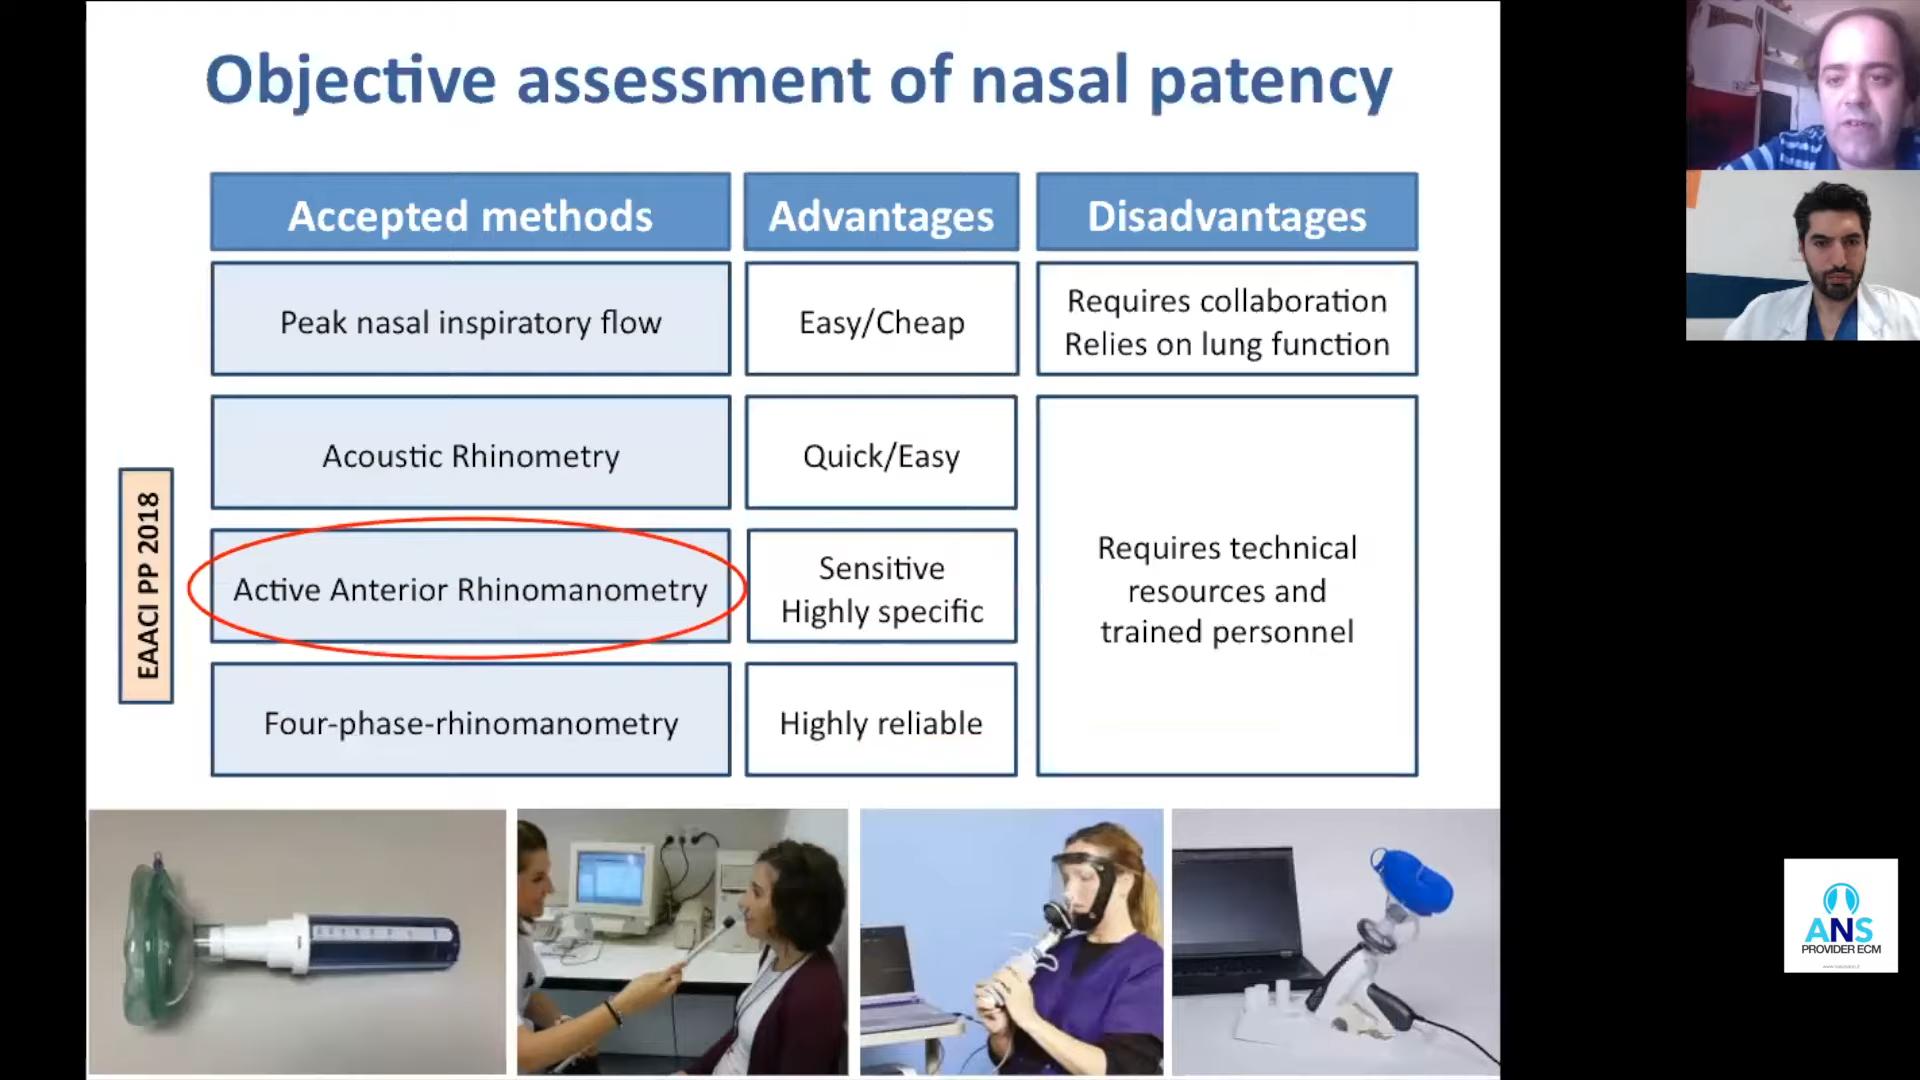 Objective assessment of nasal patency
Accepted methods
Advantages
Disadvantages
Peak nasal inspiratory flow
Easy/Cheap
Requires collaboration
Relies on lung function
Acoustic Rhinometry
Quick/Easy
Active Anterior Rhinomanometry
Sensitive
Highly specific
Four-phase-rhinomanometry
Highly reliable
Requires technical
resources and
trained personnel
EAACI PP 2018
ANS
PROVIDER ECM